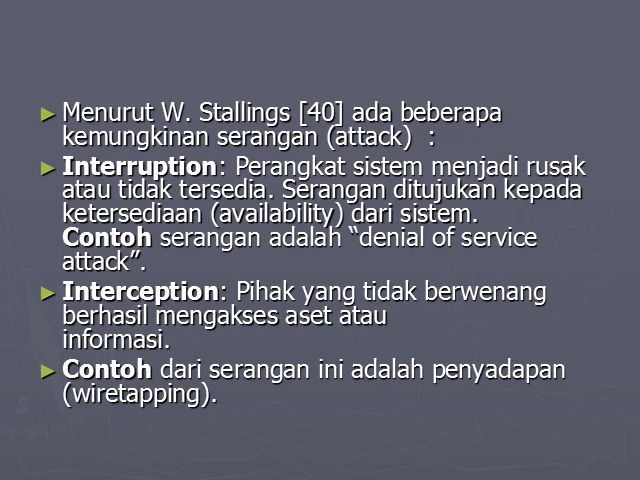 ► Menurut W. Stallings [40] ada beberapa
kemungkinan serangan (attack)  :
► Interruption: Perangkat sistem menjadi rusak
atau tidak tersedia. Serangan ditujukan kepada
ketersediaan (availability) dari sistem.
Contoh serangan adalah “denial of service
attack”.
► Interception: Pihak yang tidak berwenang
berhasil mengakses aset atau
informasi.
► Contoh dari serangan ini adalah penyadapan
(wiretapping).